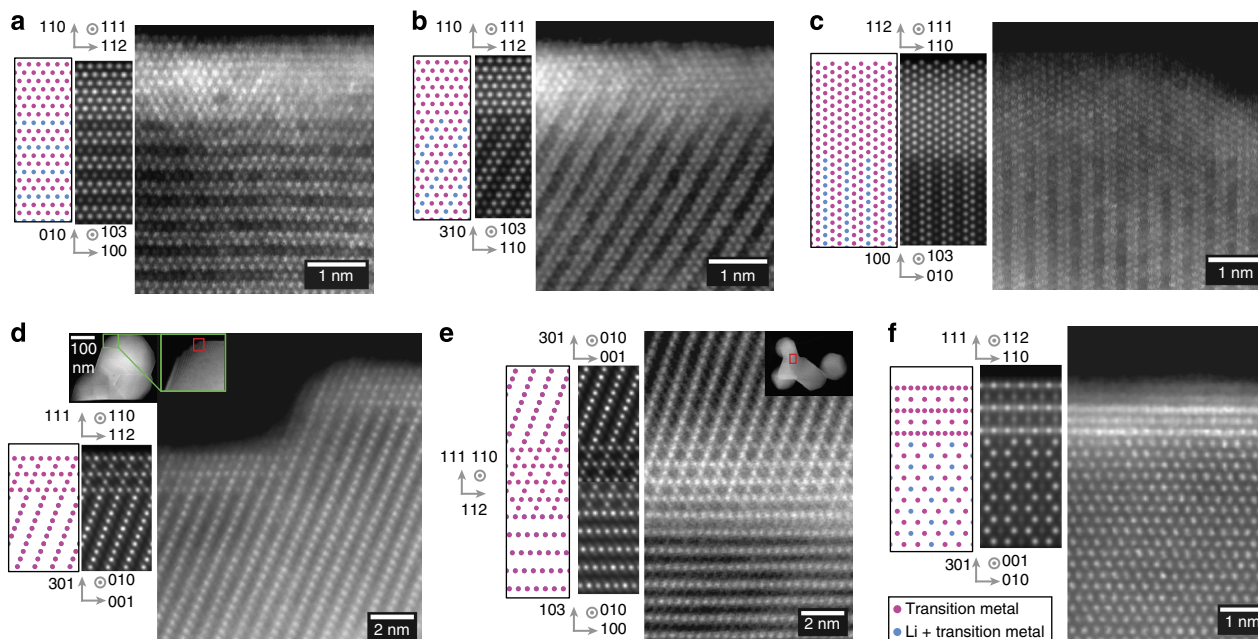 a
110 111
112
010 103
100
1 nm
b
110 111
112
310 103
110
1 nm
c
112 111
110
100 103
010
1 nm
d
100
nm
111 110
112
301 010
001
2 nm
e
301 010
001
111 110
112
103 010
100
2 nm
f
111 112
110
301 001
010
Transition metal
Li + transition metal
1 nm